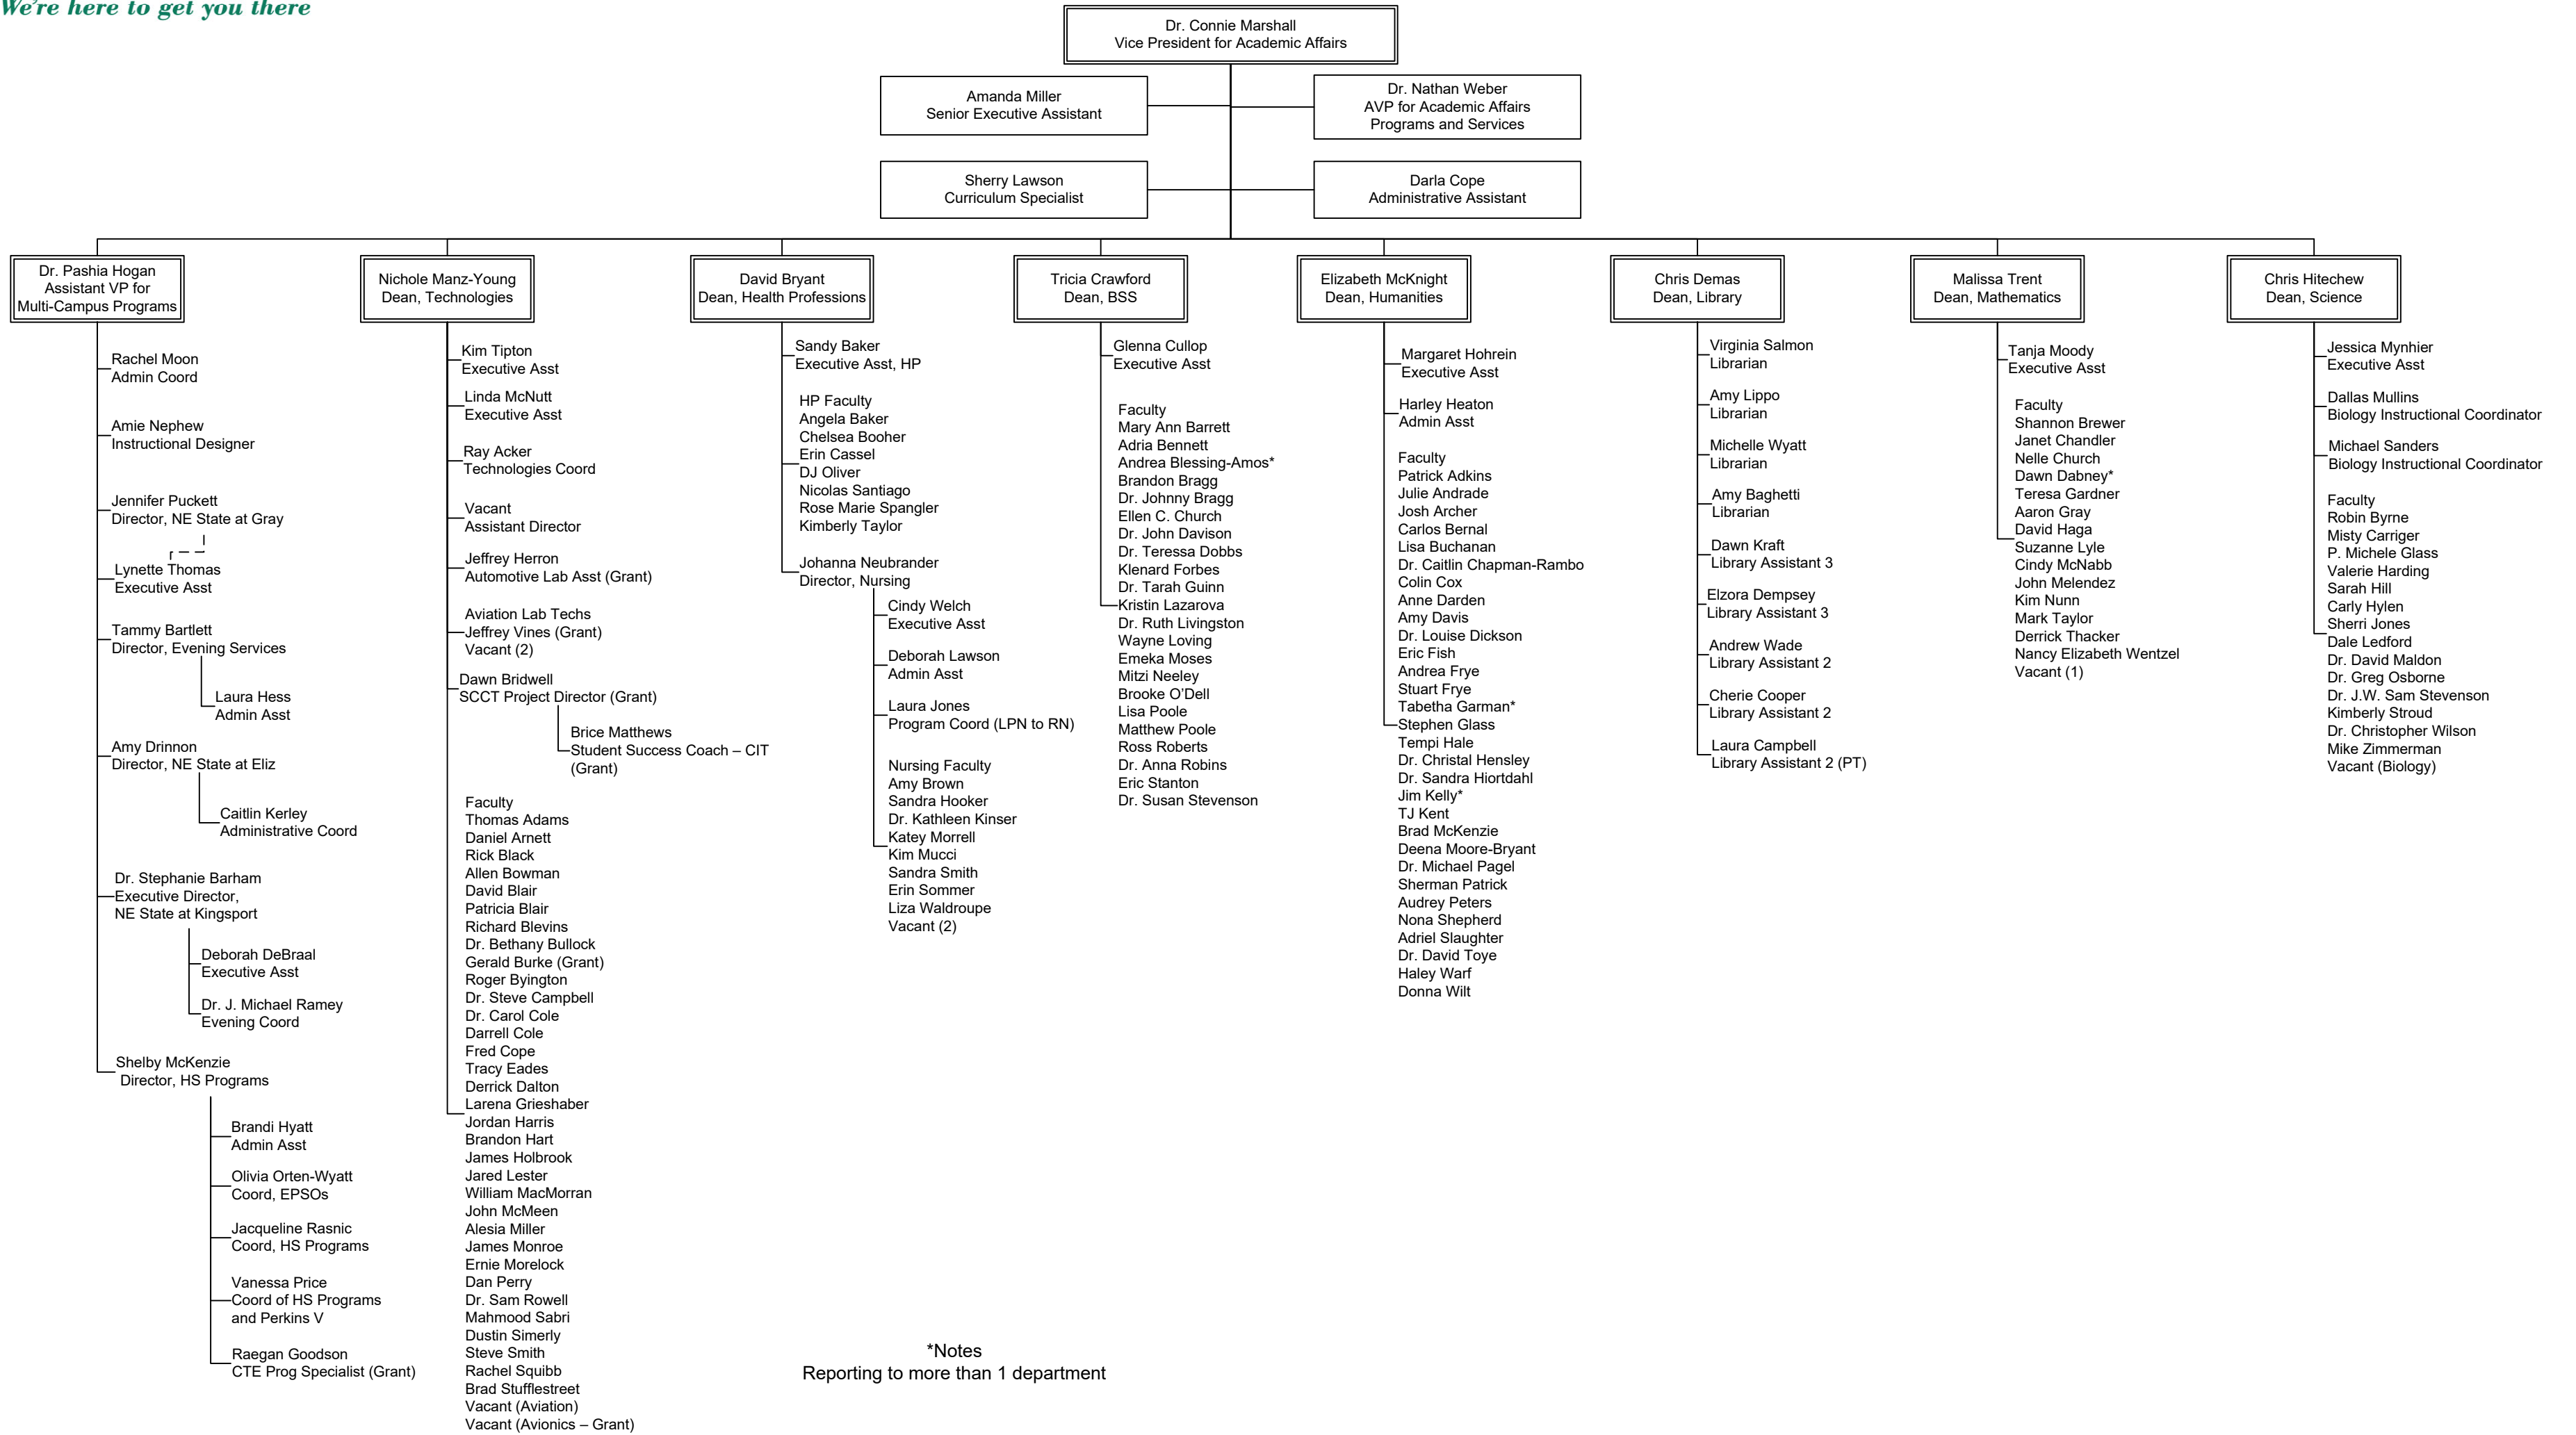 We're here to get you there
Dr. Connie Marshall
Vice President for Academic Affairs
Amanda Miller
Senior Executive Assistant
Dr. Nathan Weber
AVP for Academic Affairs
Programs and Services
Sherry Lawson
Curriculum Specialist
Darla Cope
Administrative Assistant
Dr. Pashia Hogan
Assistant VP for
Multi-Campus Programs
Rachel Moon
Admin Coord
Amie Nephew
Instructional Designer
Jennifer Puckett
Director, NE State at Gray
Lynette Thomas
Executive Asst
Tammy Bartlett
Director, Evening Services
Laura Hess
Admin Asst
Amy Drinnon
Director, NE State at Eliz
Caitlin Kerley
Administrative Coord
Dr. Stephanie Barham
Executive Director,
NE State at Kingsport
Deborah DeBraal
Executive Asst
Dr. J. Michael Ramey
Evening Coord
Shelby McKenzie
Director, HS Programs
Brandi Hyatt
Admin Asst
Olivia Orten-Wyatt
Coord, EPSOs
Jacqueline Rasnic
Coord, HS Programs
Vanessa Price
Coord of HS Programs
and Perkins V
Raegan Goodson
CTE Prog Specialist (Grant)
Nichole Manz-Young
Dean, Technologies
Kim Tipton
Executive Asst
Linda McNutt
Executive Asst
Ray Acker
Technologies Coord
Vacant
Assistant Director
Jeffrey Herron
Automotive Lab Asst (Grant)
Aviation Lab Techs
Jeffrey Vines (Grant)
Vacant (2)
Dawn Bridwell
SCCT Project Director (Grant)
Brice Matthews
Student Success Coach – CIT
(Grant)
Faculty
Thomas Adams
Daniel Arnett
Rick Black
Allen Bowman
David Blair
Patricia Blair
Richard Blevins
Dr. Bethany Bullock
Gerald Burke (Grant)
Roger Byington
Dr. Steve Campbell
Dr. Carol Cole
Darrell Cole
Fred Cope
Tracy Eades
Derrick Dalton
Larena Grieshaber
Jordan Harris
Brandon Hart
James Holbrook
Jared Lester
William MacMorran
John McMeen
Alesia Miller
James Monroe
Ernie Morelock
Dan Perry
Dr. Sam Rowell
Mahmood Sabri
Dustin Simerly
Steve Smith
Rachel Squibb
Brad Stufflestreet
Vacant (Aviation)
Vacant (Avionics – Grant)
David Bryant
Dean, Health Professions
Sandy Baker
Executive Asst, HP
HP Faculty
Angela Baker
Chelsea Booher
Erin Cassel
DJ Oliver
Nicolas Santiago
Rose Marie Spangler
Kimberly Taylor
Johanna Neubrander
Director, Nursing
Cindy Welch
Executive Asst
Deborah Lawson
Admin Asst
Laura Jones
Program Coord (LPN to RN)
Nursing Faculty
Amy Brown
Sandra Hooker
Dr. Kathleen Kinser
Katey Morrell
Kim Mucci
Sandra Smith
Erin Sommer
Liza Waldroupe
Vacant (2)
Tricia Crawford
Dean, BSS
Glenna Cullop
Executive Asst
Faculty
Mary Ann Barrett
Adria Bennett
Andrea Blessing-Amos*
Brandon Bragg
Dr. Johnny Bragg
Ellen C. Church
Dr. John Davison
Dr. Teressa Dobbs
Klenard Forbes
Dr. Tarah Guinn
Kristin Lazarova
Dr. Ruth Livingston
Wayne Loving
Emeka Moses
Mitzi Neeley
Brooke O'Dell
Lisa Poole
Matthew Poole
Ross Roberts
Dr. Anna Robins
Eric Stanton
Dr. Susan Stevenson
Elizabeth McKnight
Dean, Humanities
Margaret Hohrein
Executive Asst
Harley Heaton
Admin Asst
Faculty
Patrick Adkins
Julie Andrade
Josh Archer
Carlos Bernal
Lisa Buchanan
Dr. Caitlin Chapman-Rambo
Colin Cox
Anne Darden
Amy Davis
Dr. Louise Dickson
Eric Fish
Andrea Frye
Stuart Frye
Tabetha Garman*
Stephen Glass
Tempi Hale
Dr. Christal Hensley
Dr. Sandra Hiortdahl
Jim Kelly*
TJ Kent
Brad McKenzie
Deena Moore-Bryant
Dr. Michael Pagel
Sherman Patrick
Audrey Peters
Nona Shepherd
Adriel Slaughter
Dr. David Toye
Haley Warf
Donna Wilt
Chris Demas
Dean, Library
Virginia Salmon
Librarian
Amy Lippo
Librarian
Michelle Wyatt
Librarian
Amy Baghetti
Librarian
Dawn Kraft
Library Assistant 3
Elzora Dempsey
Library Assistant 3
Andrew Wade
Library Assistant 2
Cherie Cooper
Library Assistant 2
Laura Campbell
Library Assistant 2 (PT)
Malissa Trent
Dean, Mathematics
Tanja Moody
Executive Asst
Faculty
Shannon Brewer
Janet Chandler
Nelle Church
Dawn Dabney*
Teresa Gardner
Aaron Gray
David Haga
Suzanne Lyle
Cindy McNabb
John Melendez
Kim Nunn
Mark Taylor
Derrick Thacker
Nancy Elizabeth Wentzel
Vacant (1)
Chris Hitechew
Dean, Science
Jessica Mynhier
Executive Asst
Dallas Mullins
Biology Instructional Coordinator
Michael Sanders
Biology Instructional Coordinator
Faculty
Robin Byrne
Misty Carriger
P. Michele Glass
Valerie Harding
Sarah Hill
Carly Hylen
Sherri Jones
Dale Ledford
Dr. David Maldon
Dr. Greg Osborne
Dr. J.W. Sam Stevenson
Kimberly Stroud
Dr. Christopher Wilson
Mike Zimmerman
Vacant (Biology)
*Notes
Reporting to more than 1 department